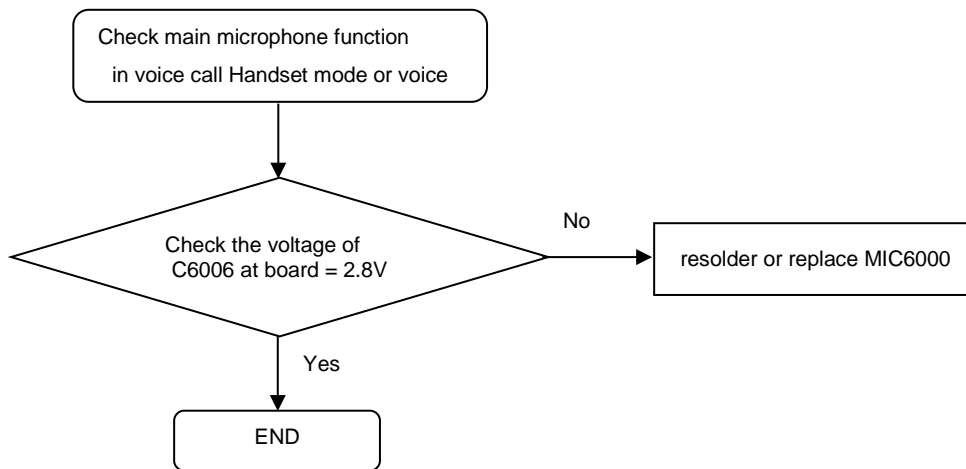 Check main microphone function
in voice call Handset mode or voice
Check the voltage of
C6006 at board = 2.8V
No
resolder or replace MIC6000
Yes
END